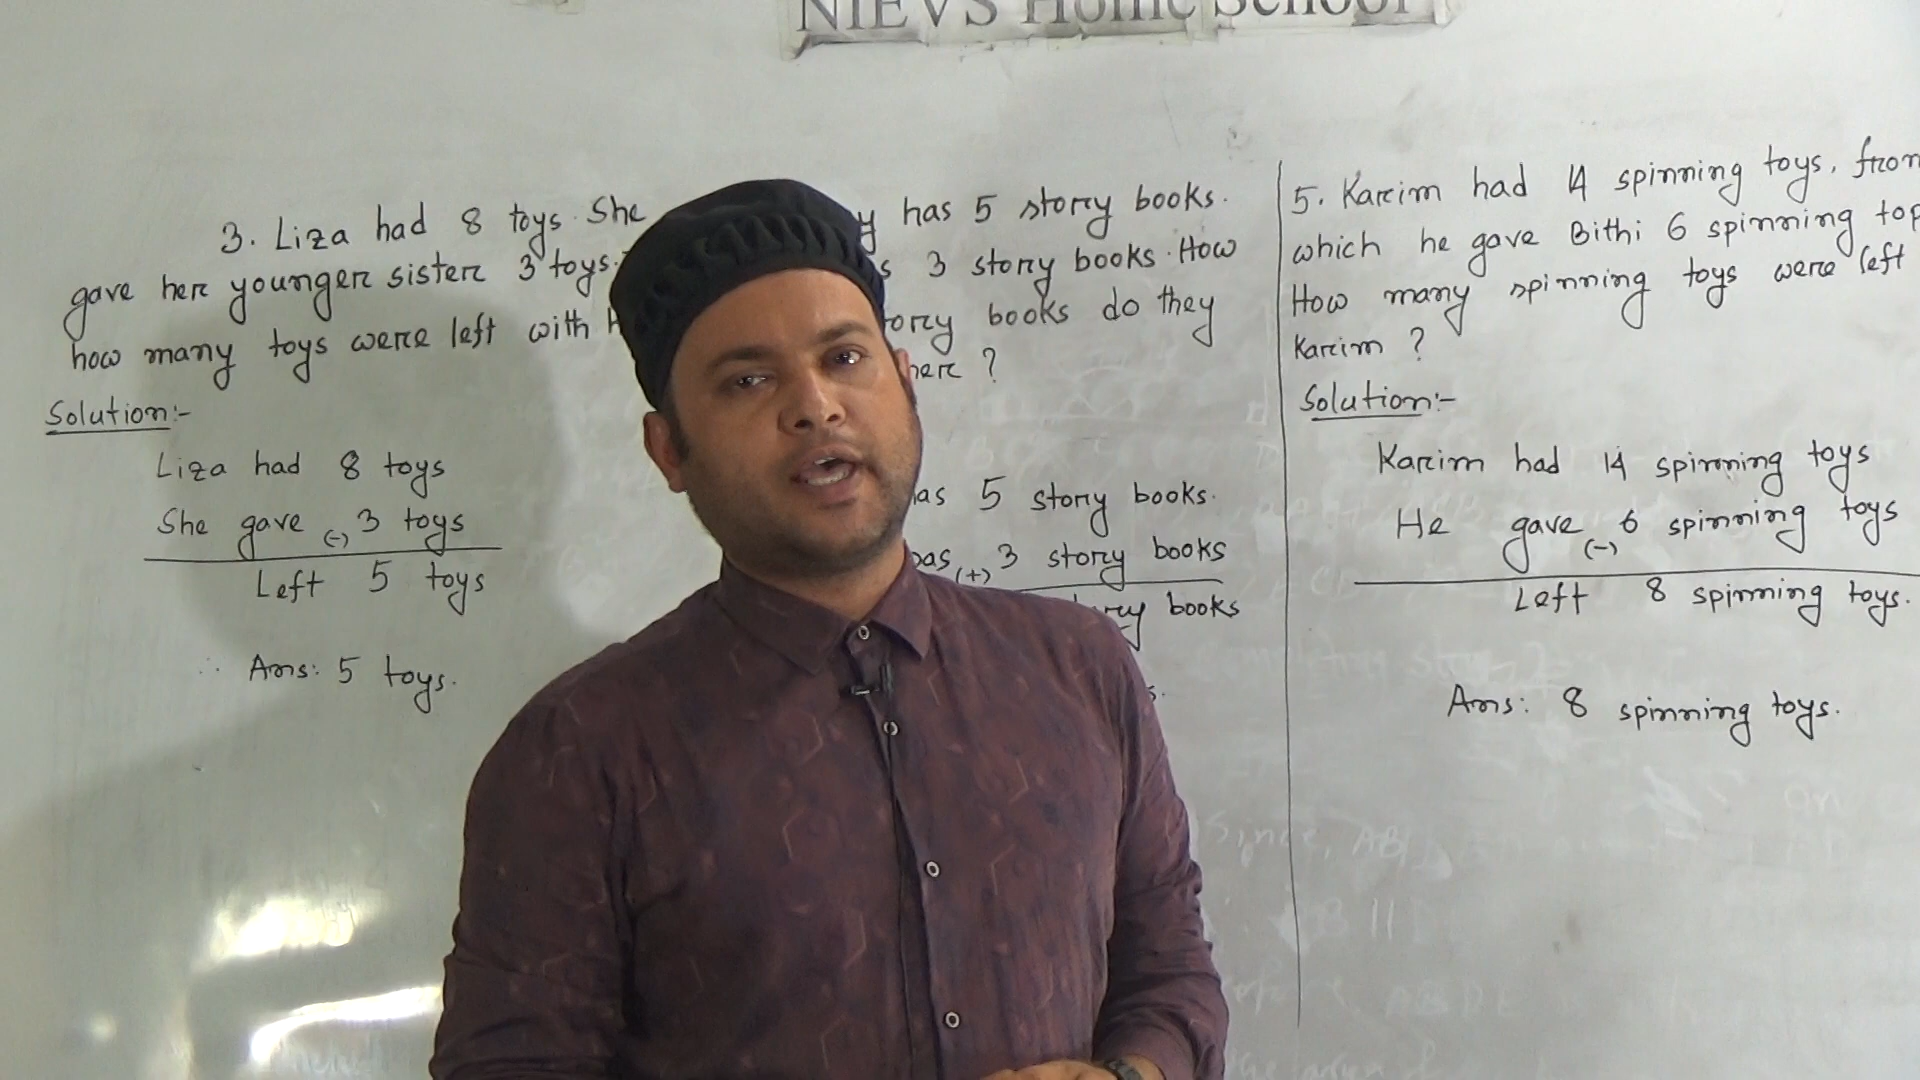 NIEVS Home School
3. Liza had 8 toys. She
gave her younger sister 3 toys.
how many toys were left with
Solution:-
Liza had 8 toys
She gave (-) 3 toys
Left 5 toys
∴ Ans: 5 toys.
has 5 story books.
3 story books. How
books do they
?
5 story books.
(+) 3 story books
books
5. Karim had 14 spinning toys, from
which he gave Bithi 6 spinning
How many spinning toys were left
Karim ?
Solution:-
Karim had 14 spinning toys
He gave (-) 6 spinning toys
Left 8 spinning toys.
Ans: 8 spinning toys.